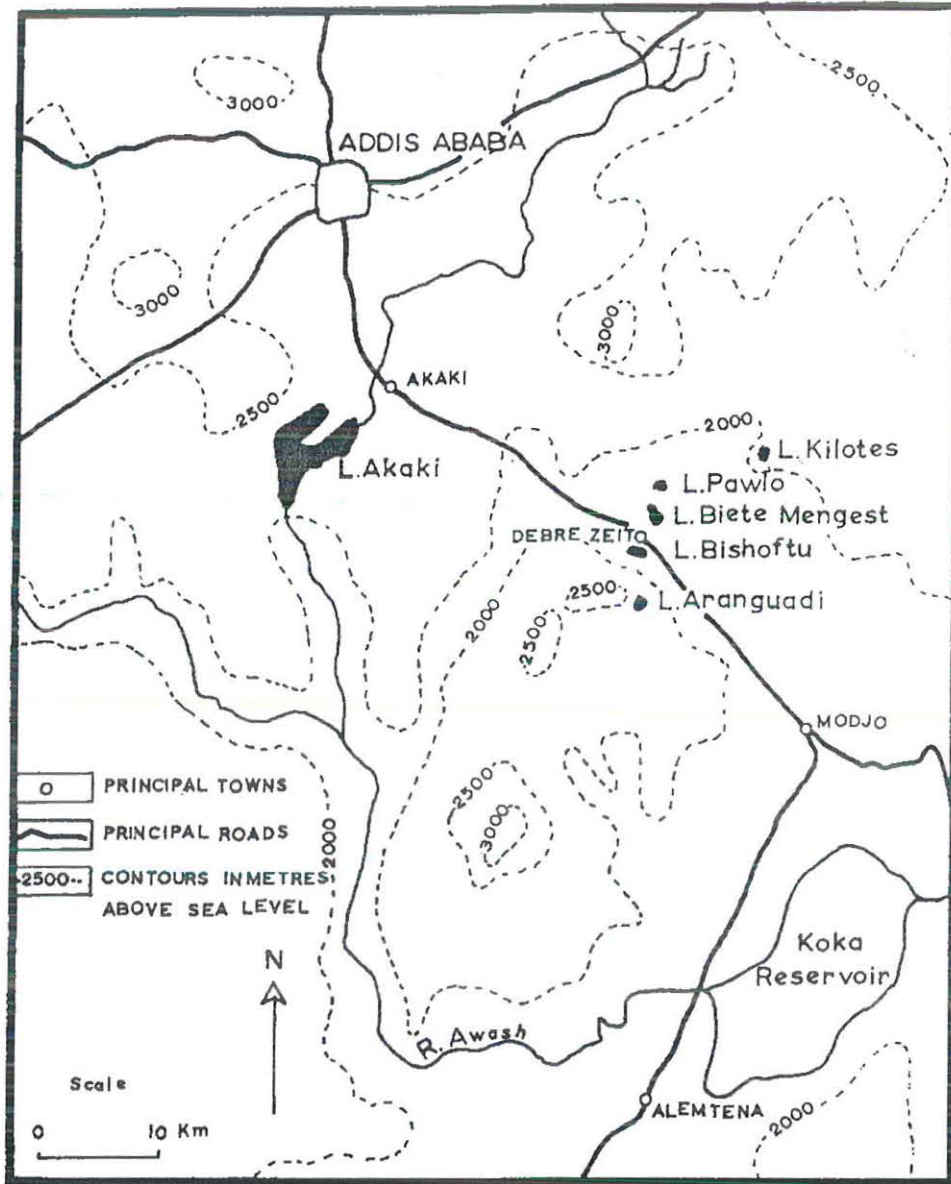 2500
3000
ADDIS ABABA
3000
3000
2500
AKAKI
2000
L. Kilotes
L. Akaki
L. Pawlo
L. Biete Mengest
DEBRE ZEIT
L. Bishoftu
2500
L. Aranguadi
2000
2500
MODJO
PRINCIPAL TOWNS
2500
PRINCIPAL ROADS
3000
2000
2500
CONTOURS IN METRES
ABOVE SEA LEVEL
Koka
Reservoir
N
R. Awash
Scale
ALEMTENA
0 10 Km
2000